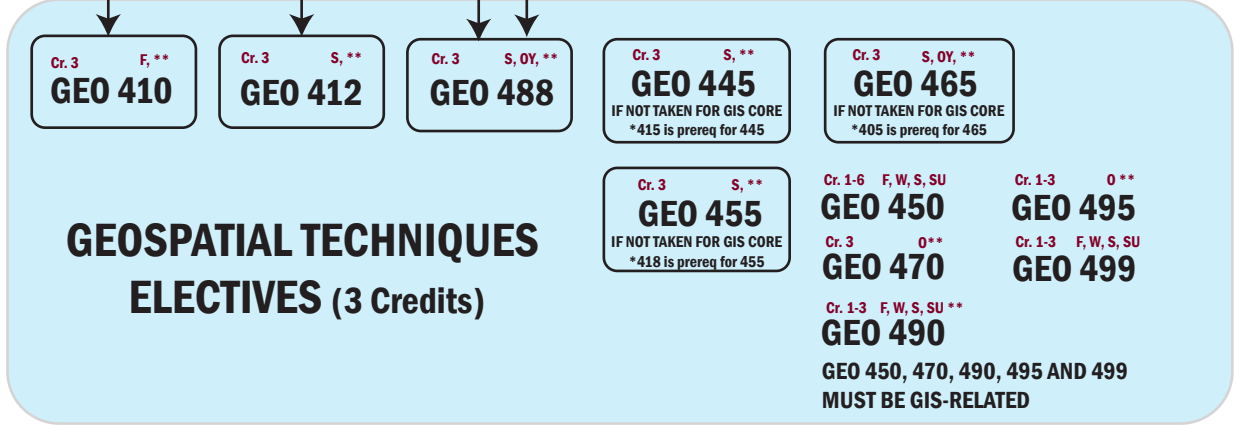 Cr. 3 F, **
GEO 410
Cr. 3 S, **
GEO 412
Cr. 3 S, OY, **
GEO 488
Cr. 3 S, **
GEO 445
IF NOT TAKEN FOR GIS CORE
*415 is prereq for 445
Cr. 3 S, OY, **
GEO 465
IF NOT TAKEN FOR GIS CORE
*405 is prereq for 465
GEOSPATIAL TECHNIQUES
ELECTIVES (3 Credits)
Cr. 3 S, **
GEO 455
IF NOT TAKEN FOR GIS CORE
*418 is prereq for 455
Cr. 1-6 F, W, S, SU
GEO 450
Cr. 1-3 O **
GEO 495
Cr. 3 O**
GEO 470
Cr. 1-3 F, W, S, SU
GEO 499
Cr. 1-3 F, W, S, SU **
GEO 490
GEO 450, 470, 490, 495 AND 499
MUST BE GIS-RELATED